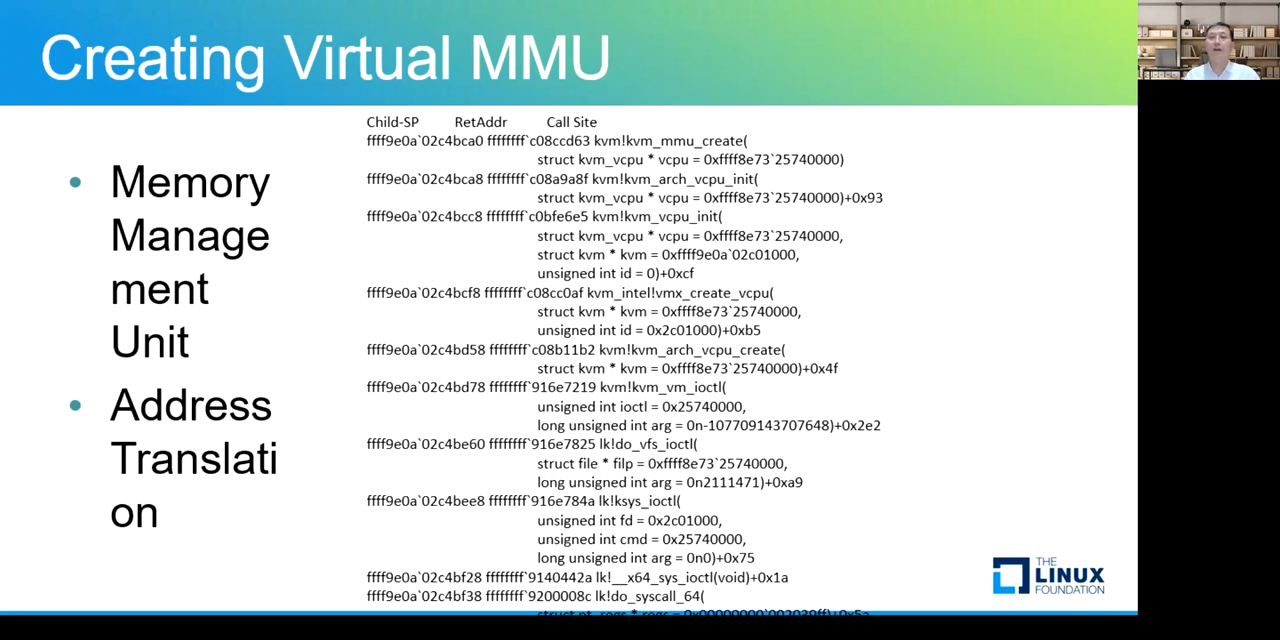 Creating Virtual MMU
Memory
Manage
ment
Unit
Address
Translati
on
Child-SP RetAddr Call Site
ffff9e0a`02c4bca0 ffffffff`c08ccd63 kvm!kvm_mmu_create(
struct kvm_vcpu * vcpu = 0xffff8e73`25740000)
ffff9e0a`02c4bca8 ffffffff`c08a9a8f kvm!kvm_arch_vcpu_init(
struct kvm_vcpu * vcpu = 0xffff8e73`25740000)+0x93
ffff9e0a`02c4bcc8 ffffffff`c0bfe6e5 kvm!kvm_vcpu_init(
struct kvm_vcpu * vcpu = 0xffff8e73`25740000,
struct kvm * kvm = 0xffff9e0a`02c01000,
unsigned int id = 0)+0xcf
ffff9e0a`02c4bcf8 ffffffff`c08cc0af kvm_intel!vmx_create_vcpu(
struct kvm * kvm = 0xffff8e73`25740000,
unsigned int id = 0x2c01000)+0xb5
ffff9e0a`02c4bd58 ffffffff`c08b11b2 kvm!kvm_arch_vcpu_create(
struct kvm * kvm = 0xffff8e73`25740000)+0x4f
ffff9e0a`02c4bd78 ffffffff`916e7219 kvm!kvm_vm_ioctl(
unsigned int ioctl = 0x25740000,
long unsigned int arg = 0n-107709143707648)+0x2e2
ffff9e0a`02c4be60 ffffffff`916e7825 lk!do_vfs_ioctl(
struct file * filp = 0xffff8e73`25740000,
long unsigned int arg = 0n2111471)+0xa9
ffff9e0a`02c4bee8 ffffffff`916e784a lk!ksys_ioctl(
unsigned int fd = 0x2c01000,
unsigned int cmd = 0x25740000,
long unsigned int arg = 0n0)+0x75
ffff9e0a`02c4bf28 ffffffff`9140442a lk!__x64_sys_ioctl(void)+0x1a
ffff9e0a`02c4bf38 ffffffff`9200008c lk!do_syscall_64(
struct pt_regs * regs = 0x00000000`002039ff)+0x5a
THE
LINUX
FOUNDATION